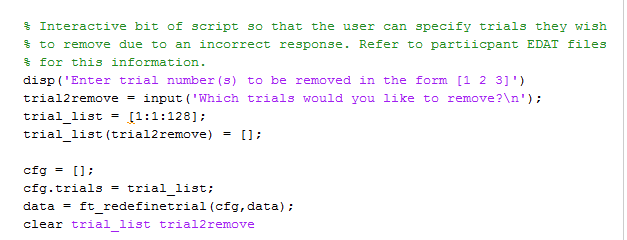 % Interactive bit of script so that the user can specify trials they wish
% to remove due to an incorrect response. Refer to partiicpant EDAT files
% for this information.
disp('Enter trial number(s) to be removed in the form [1 2 3]')
trial2remove = input('Which trials would you like to remove?\n');
trial_list = [1:1:128];
trial_list(trial2remove) = [];
cfg = [];
cfg.trials = trial_list;
data = ft_redefinetrial(cfg,data);
clear trial_list trial2remove